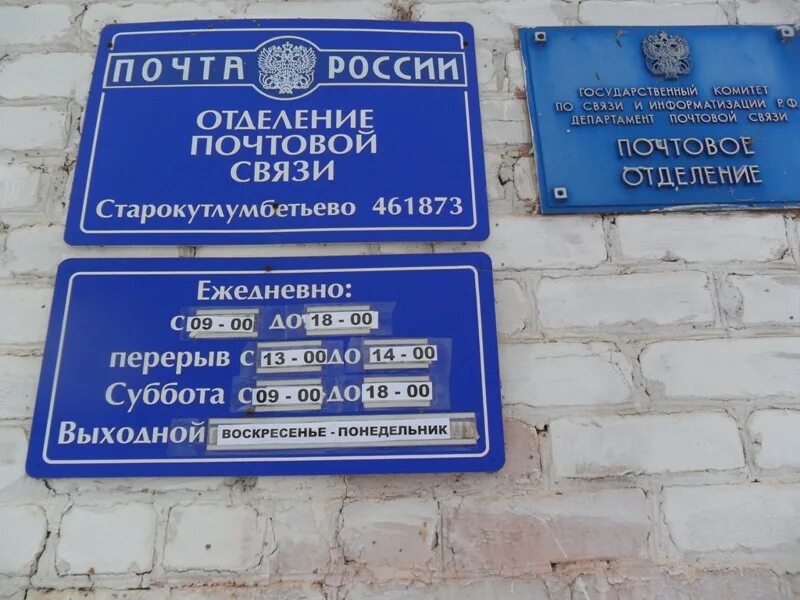 ПОЧТА РОССИИ
ОТДЕЛЕНИЕ
ПОЧТОВОЙ
СВЯЗИ
Старокутлумбетьево 461873
ГОСУДАРСТВЕННЫЙ КОМИТЕТ
ПО СВЯЗИ И ИНФОРМАТИЗАЦИИ Р.Ф.
ДЕПАРТАМЕНТ ПОЧТОВОЙ СВЯЗИ
ПОЧТОВОЕ
ОТДЕЛЕНИЕ
Ежедневно:
с 09 - 00 до 18 - 00
перерыв с 13 - 00 до 14 - 00
Суббота с 09 - 00 до 18 - 00
Выходной ВОСКРЕСЕНЬЕ - ПОНЕДЕЛЬНИК